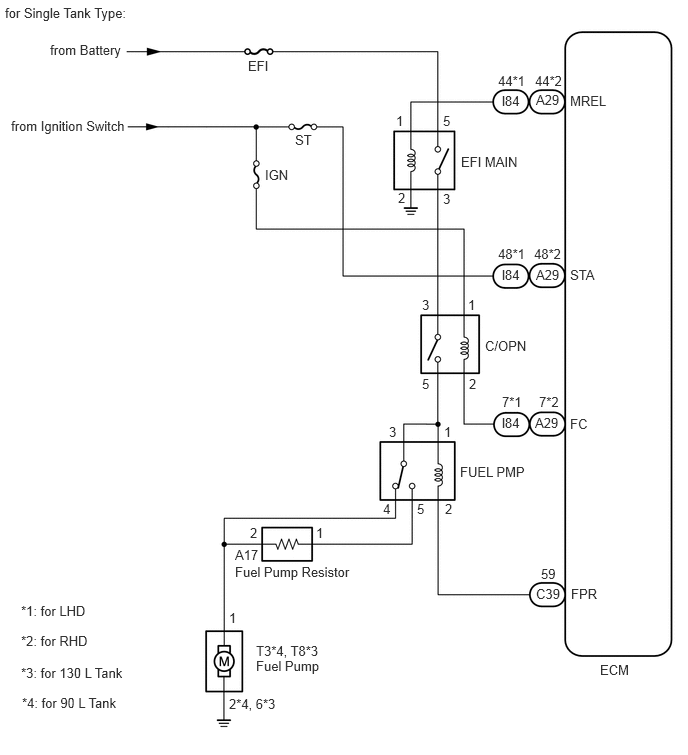 for Single Tank Type:
from Battery
EFI
44*1 44*2
I84 A29 MREL
from Ignition Switch
ST
1 5
EFI MAIN
IGN
2 3
48*1 48*2
I84 A29 STA
3 1
C/OPN
5 2
7*1 7*2
I84 A29 FC
3 1
FUEL PMP
4 5 2
2 1
A17
Fuel Pump Resistor
59
C39 FPR
*1: for LHD
1
*2: for RHD
T3*4, T8*3
M
Fuel Pump
*3: for 130 L Tank
ECM
*4: for 90 L Tank
2*4, 6*3